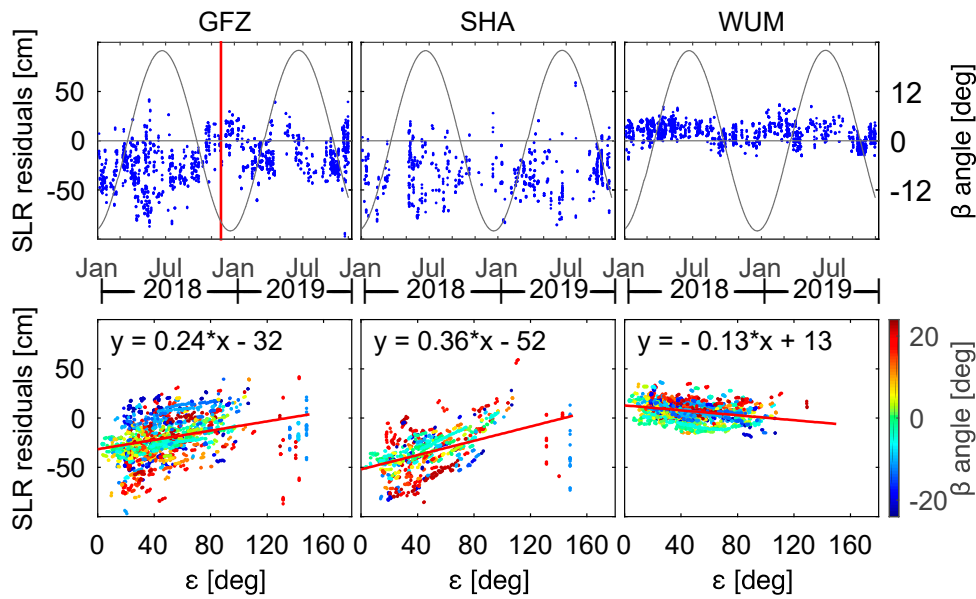 GFZ SHA WUM
SLR residuals [cm]
50
0
-50
12
0
-12
β angle [deg]
Jan Jul Jan Jul Jan Jul Jan Jul Jan Jul Jan Jul
2018 2019 2018 2019 2018 2019
SLR residuals [cm]
50
0
-50
y = 0.24*x - 32
y = 0.36*x - 52
y = - 0.13*x + 13
20
0
-20
β angle [deg]
0 40 80 120 160 0 40 80 120 160 0 40 80 120 160
ε [deg] ε [deg] ε [deg]